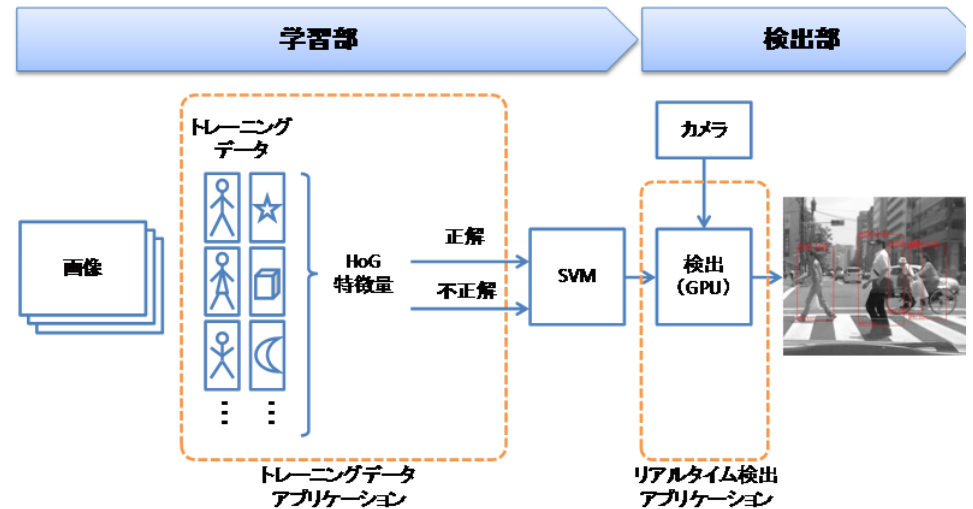 学習部
検出部
トレーニング
データ
カメラ
画像
HoG
特徴量
正解
不正解
SVM
検出
（GPU）
トレーニングデータ
アプリケーション
リアルタイム検出
アプリケーション